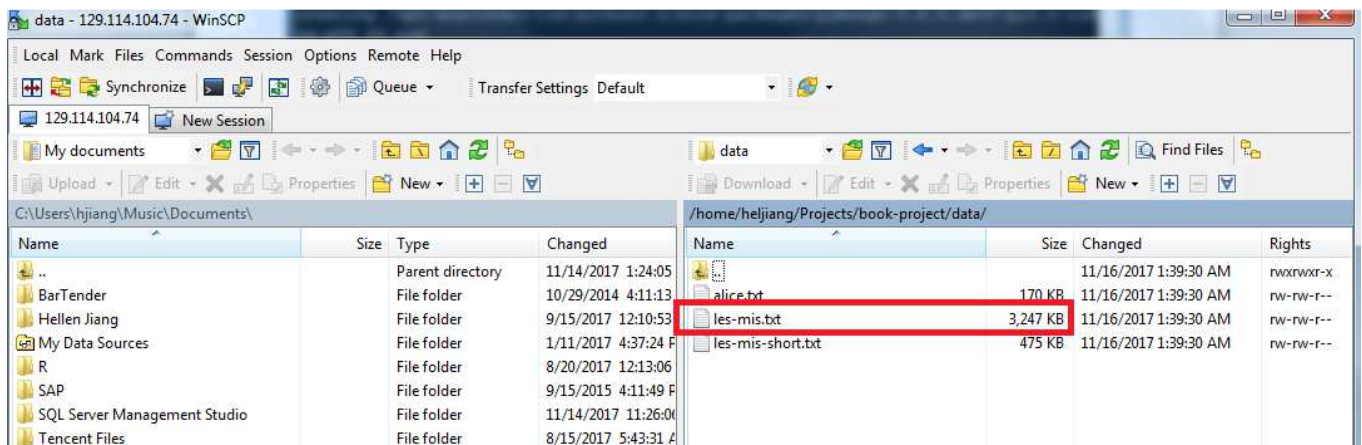 data - 129.114.104.74 - WinSCP
Local Mark Files Commands Session Options Remote Help
Synchronize Queue Transfer Settings Default
129.114.104.74 New Session
My documents data Find Files
Upload Edit Properties New Download Edit Properties New
C:\Users\hjiang\Music\Documents\ /home/heljiang/Projects/book-project/data/
Name Size Type Changed Name Size Changed Rights
.. Parent directory 11/14/2017 1:24:05 .. 11/16/2017 1:39:30 AM rwxrwxr-x
BarTender File folder 10/29/2014 4:11:13 alice.txt 170 KB 11/16/2017 1:39:30 AM rw-rw-r--
Hellen Jiang File folder 9/15/2017 12:10:53 les-mis.txt 3,247 KB 11/16/2017 1:39:30 AM rw-rw-r--
My Data Sources File folder 1/11/2017 4:37:24 les-mis-short.txt 475 KB 11/16/2017 1:39:30 AM rw-rw-r--
R File folder 8/20/2017 12:13:06
SAP File folder 9/15/2015 4:11:49
SQL Server Management Studio File folder 11/14/2017 11:26:0
Tencent Files File folder 8/15/2017 5:43:31